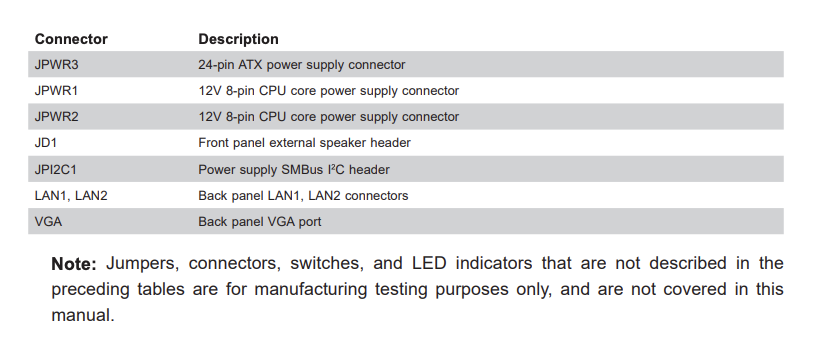 Connector Description
JPWR3 24-pin ATX power supply connector
JPWR1 12V 8-pin CPU core power supply connector
JPWR2 12V 8-pin CPU core power supply connector
JD1 Front panel external speaker header
JPI2C1 Power supply SMBus I²C header
LAN1, LAN2 Back panel LAN1, LAN2 connectors
VGA Back panel VGA port
Note: Jumpers, connectors, switches, and LED indicators that are not described in the
preceding tables are for manufacturing testing purposes only, and are not covered in this
manual.